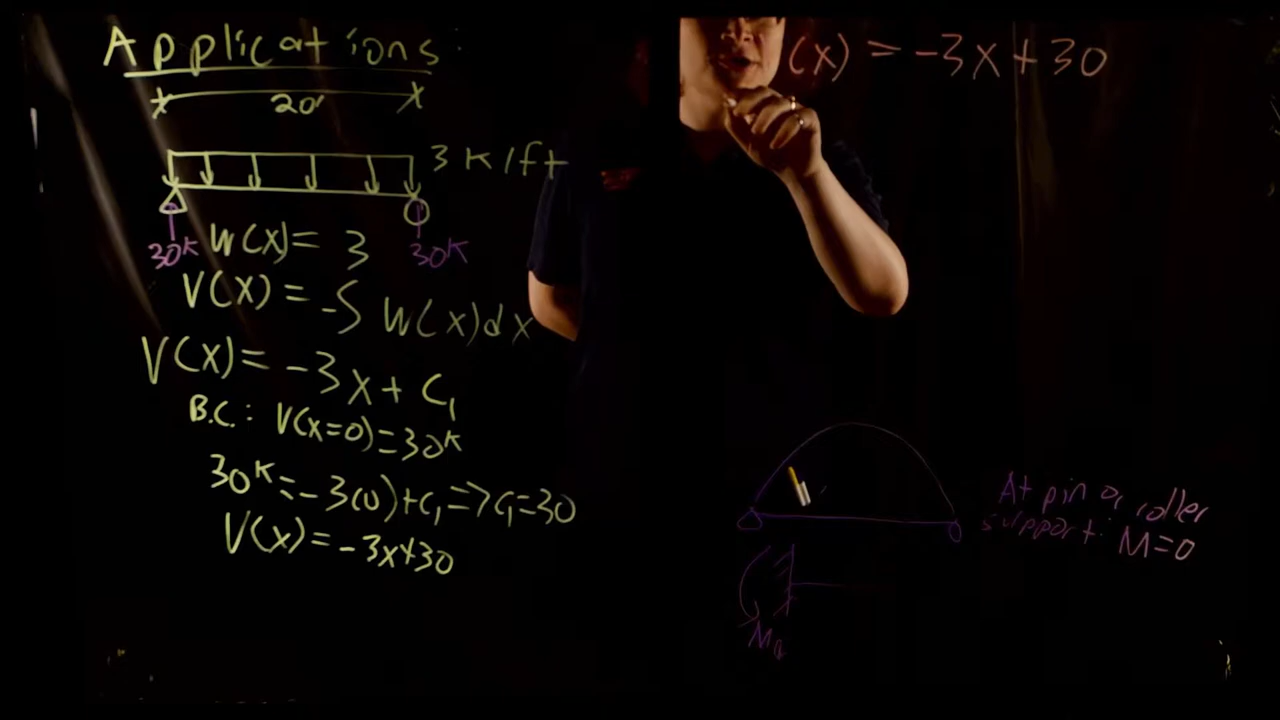 Applications:
20'
3 K/ft
30K
30K
W(x) = 3
V(x) = -∫ W(x)dx
V(x) = -3x + C₁
B.C.: V(x=0)=30K
30K = -3(0)+C₁ => C₁=30
V(x) = -3x+30
(x) = -3x+30
At pin or roller
support: M=0